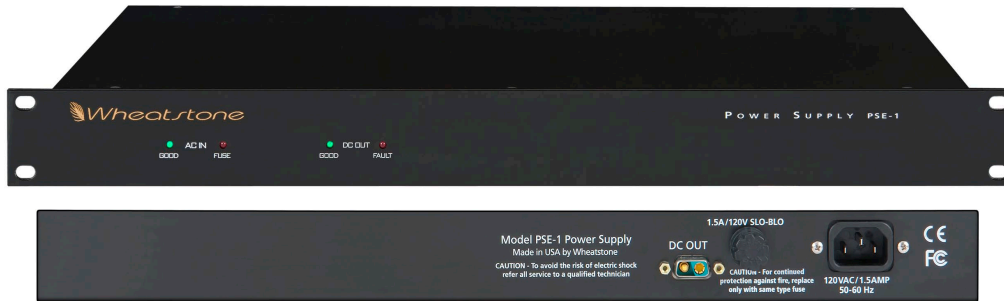 Wheatstone
POWER SUPPLY PSE-1
AC IN
GOOD
FUSE
DC OUT
GOOD
FAULT
Model PSE-1 Power Supply
Made in USA by Wheatstone
CAUTION - To avoid the risk of electric shock
refer all service to a qualified technician
DC OUT
1.5A/120V SLO-BLO
CAUTION - For continued
protection against fire, replace
only with same type fuse
120VAC/1.5AMP
50-60 Hz
CE
FC